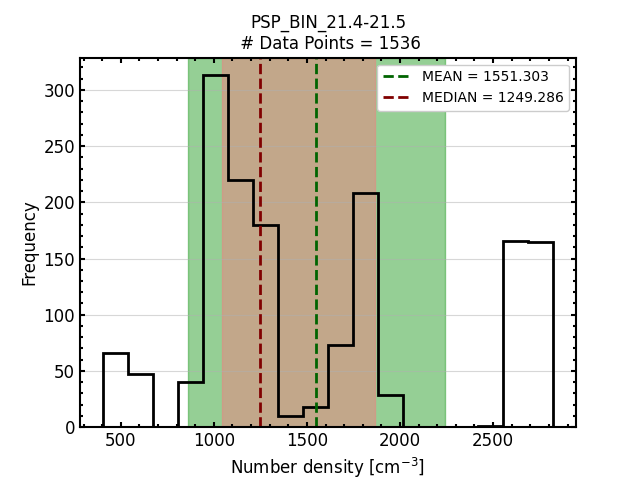 PSP_BIN_21.4-21.5
# Data Points = 1536
MEAN = 1551.303
MEDIAN = 1249.286
300
250
200
150
100
50
0
Frequency
500 1000 1500 2000 2500
Number density [cm⁻³]